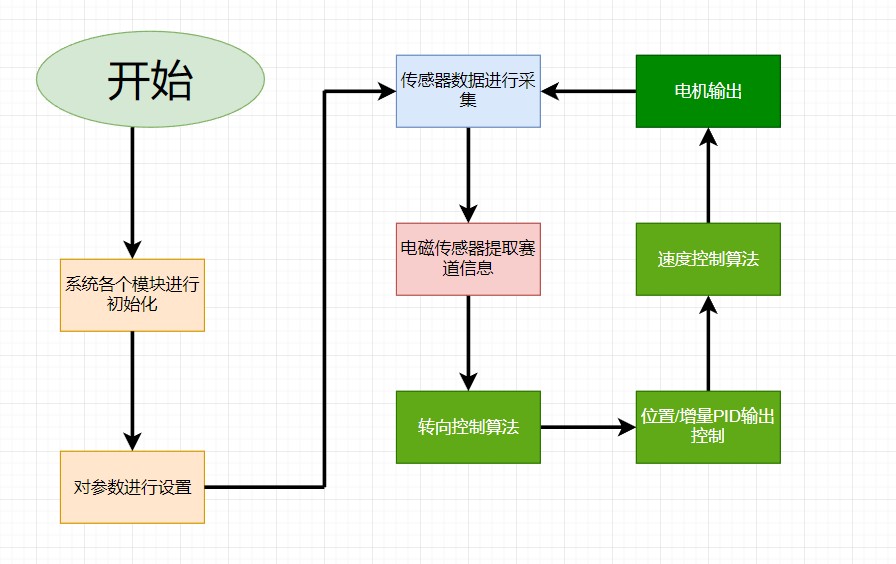 开始
系统各个模块进行
初始化
对参数进行设置
传感器数据进行采
集
电磁传感器提取赛
道信息
转向控制算法
位置/增量PID输出
控制
速度控制算法
电机输出